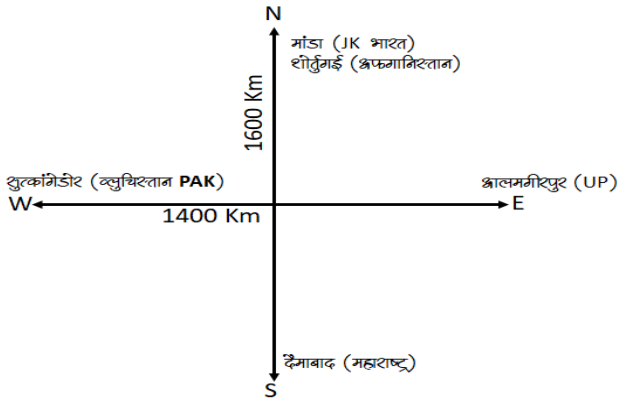 N
मांडा (JK भारत)
शोर्तुगई (अफगानिस्तान)
1600 Km
सुत्कांगेडोर (ब्लुचिस्तान PAK)
आलमगीरपुर (UP)
W
E
1400 Km
दैमाबाद (महाराष्ट्र)
S